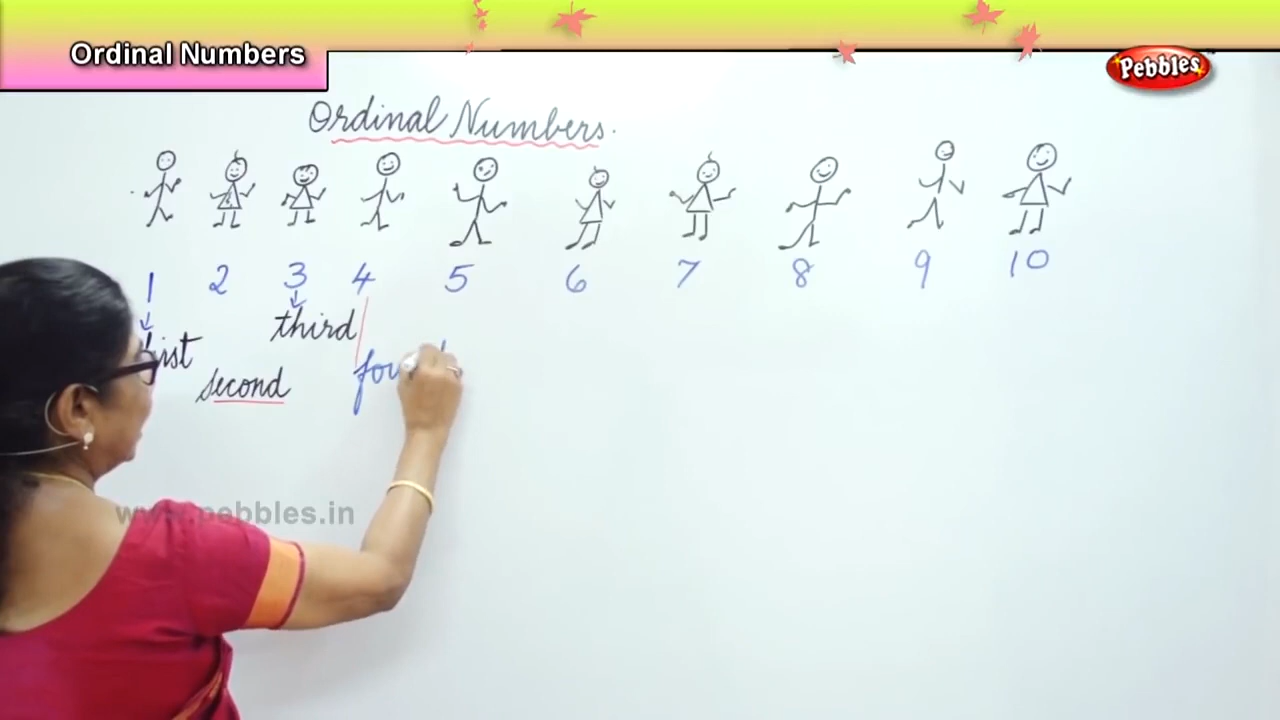 Ordinal Numbers
Pebbles
Ordinal Numbers.
1 2 3 4 5 6 7 8 9 10
third
second
www.pebbles.in